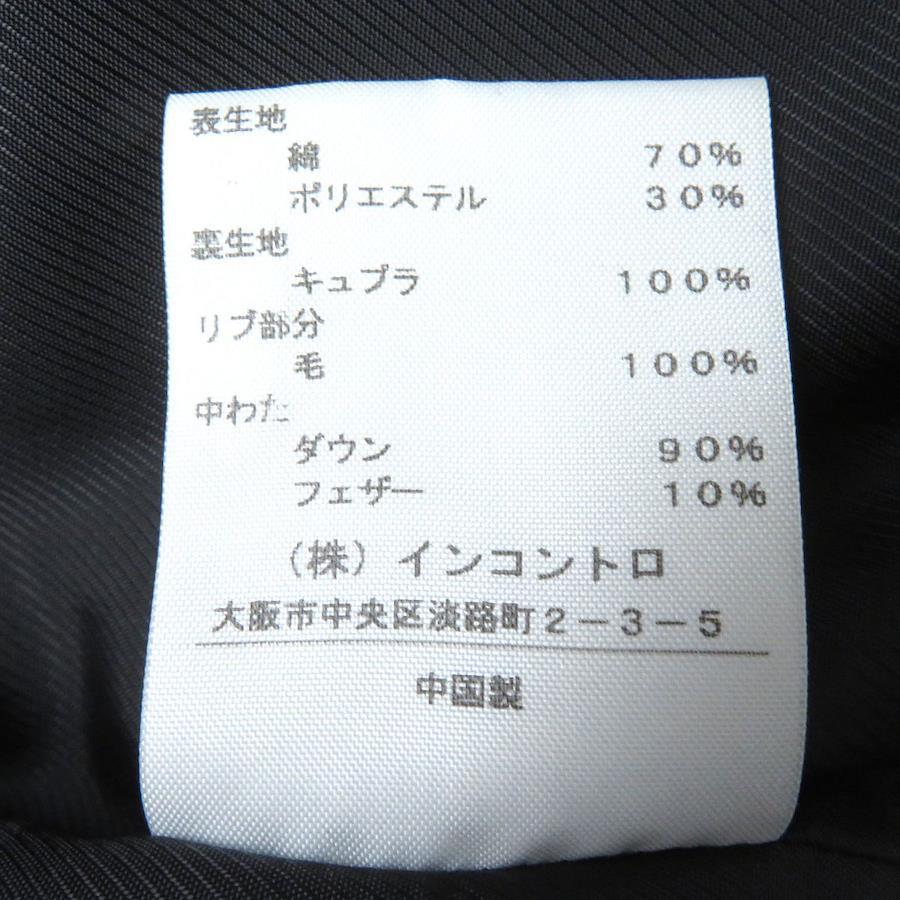 表生地
綿 70%
ポリエステル 30%
裏生地
キュプラ 100%
リブ部分
毛 100%
中わた
ダウン 90%
フェザー 10%
(株)インコントロ
大阪市中央区淡路町2-3-5
中国製